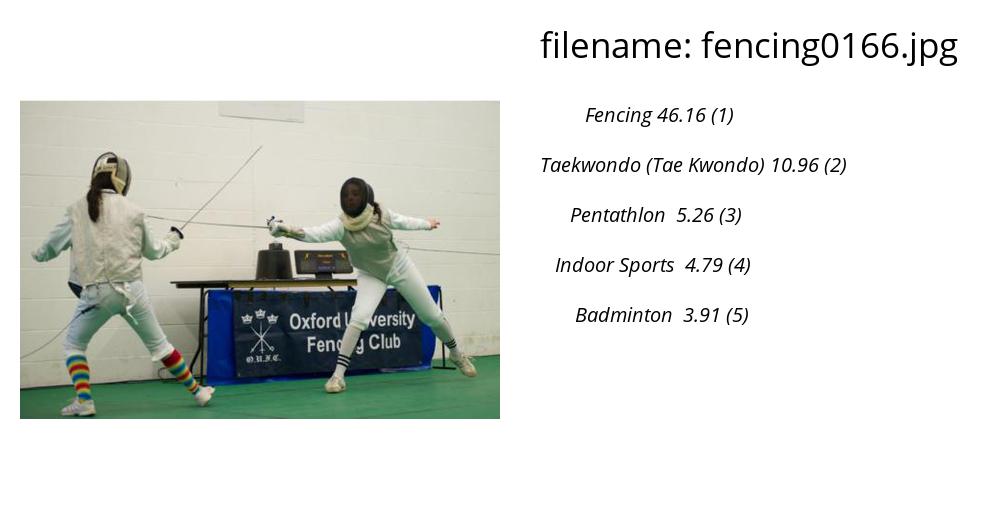 filename: fencing0166.jpg
Fencing 46.16 (1)
Taekwondo (Tae Kwondo) 10.96 (2)
Pentathlon 5.26 (3)
Indoor Sports 4.79 (4)
Badminton 3.91 (5)
Oxford University
Fencing Club
O.U.F.C.